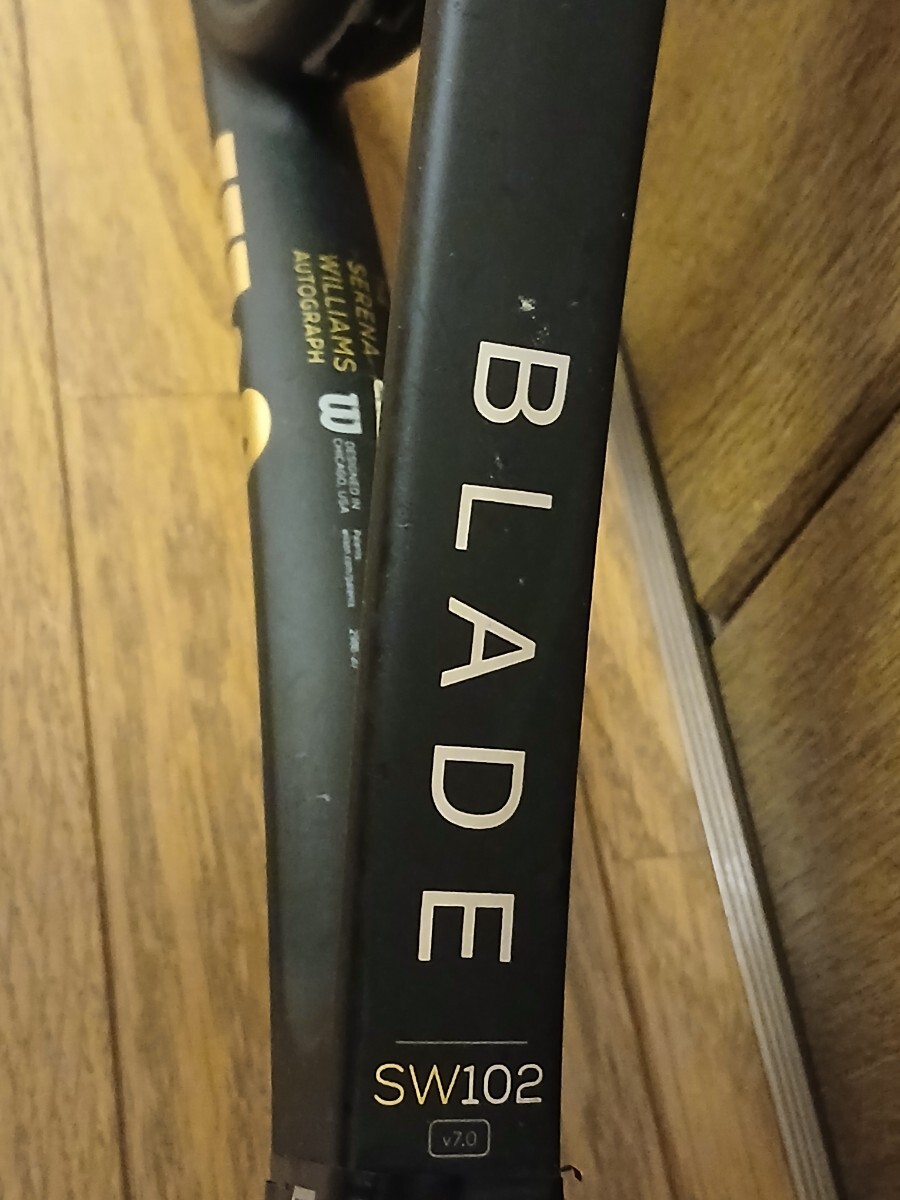 SERENA
WILLIAMS
AUTOGRAPH
DESIGNED IN
CHICAGO, USA
BLADE
SW102
v7.0